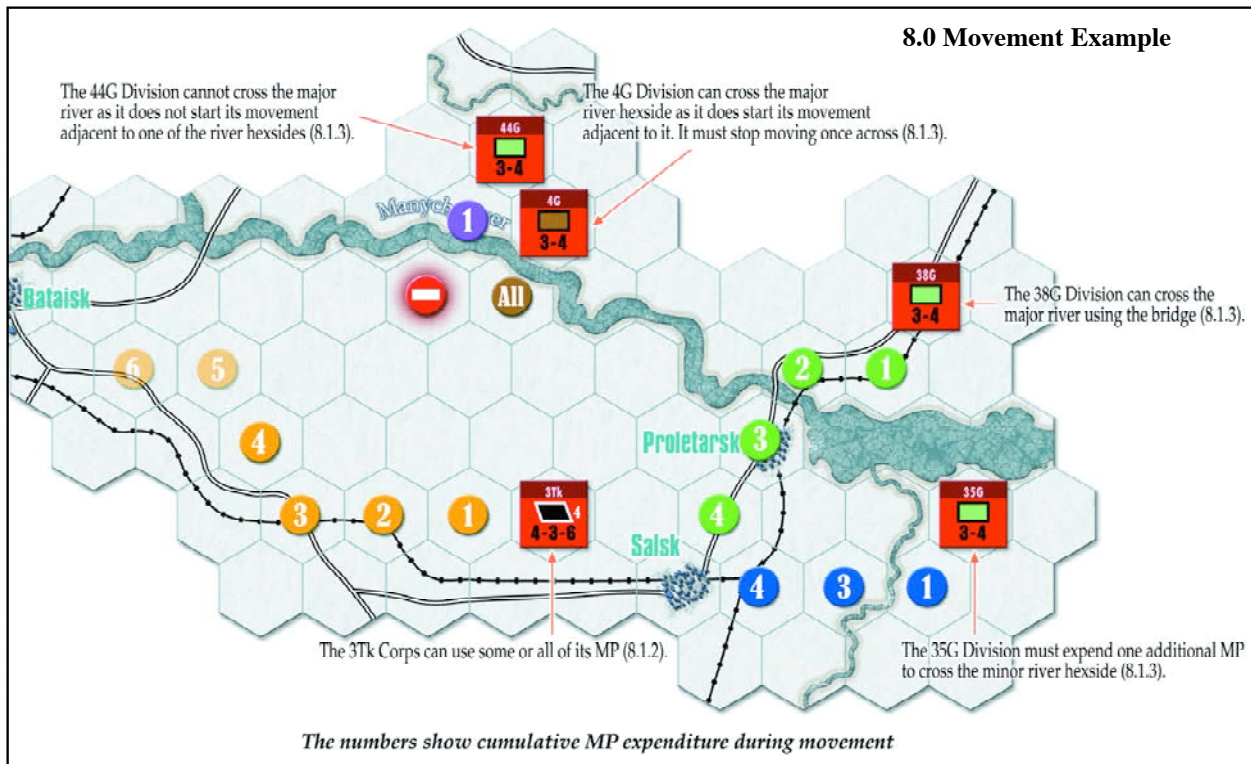 8.0 Movement Example
The 44G Division cannot cross the major
river as it does not start its movement
adjacent to one of the river hexsides (8.1.3).
The 4G Division can cross the major
river hexside as it does start its movement
adjacent to it. It must stop moving once across (8.1.3).
44G
3-4
4G
3-4
Manych River
1
All
Bataisk
38G
3-4
The 38G Division can cross the
major river using the bridge (8.1.3).
6
5
2
1
4
Proletarsk
3
3
2
1
3Tk
4
4-3-6
4
35G
3-4
Salsk
4
3
1
The 3Tk Corps can use some or all of its MP (8.1.2).
The 35G Division must expend one additional MP
to cross the minor river hexside (8.1.3).
The numbers show cumulative MP expenditure during movement